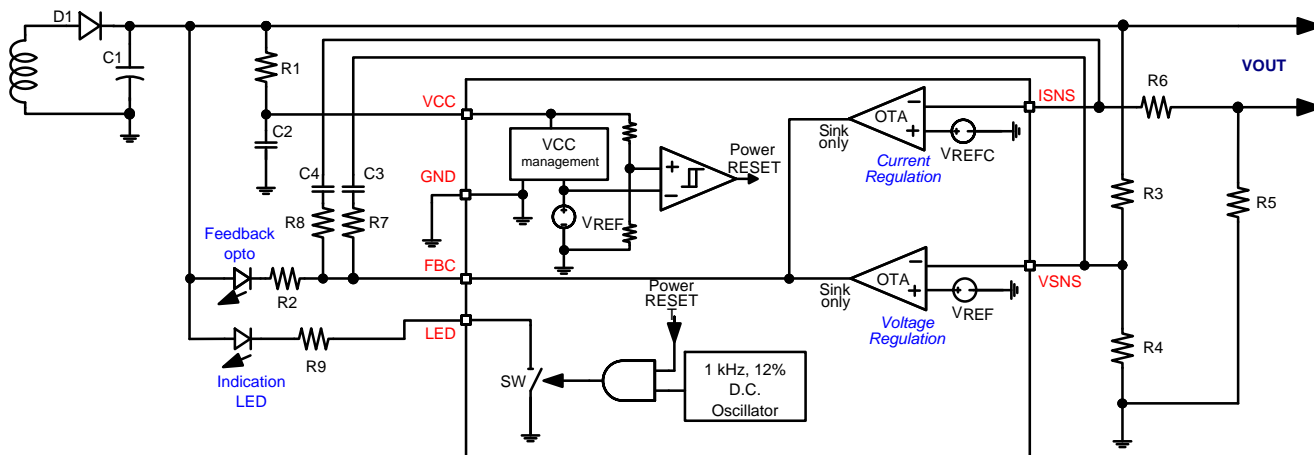 D1
C1
R1
C2
C4
C3
R8
R7
Feedback
opto
R2
Indication
LED
R9
VCC
GND
FBC
LED
VCC
management
VREF
+
−
Power
RESET
Sink
only
OTA
−
+
Current
Regulation
VREFC
ISNS
R6
VOUT
R3
R5
Sink
only
OTA
−
+
Voltage
Regulation
VREF
VSNS
R4
Power
RESET
SW
1 kHz, 12%
D.C.
Oscillator